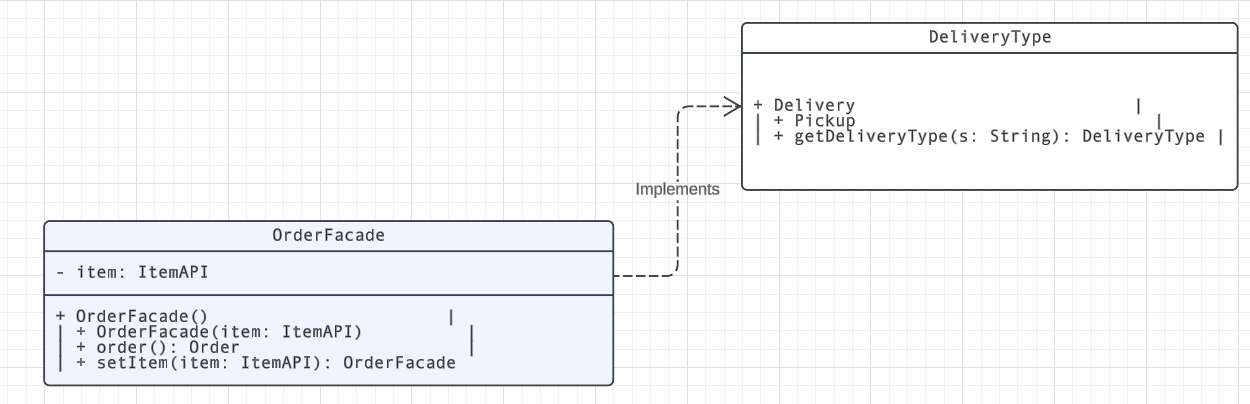 DeliveryType
+ Delivery                                   |
| + Pickup                                    |
| + getDeliveryType(s: String): DeliveryType |
Implements
OrderFacade
- item: ItemAPI
+ OrderFacade()                        |
| + OrderFacade(item: ItemAPI)           |
| + order(): Order                       |
| + setItem(item: ItemAPI): OrderFacade